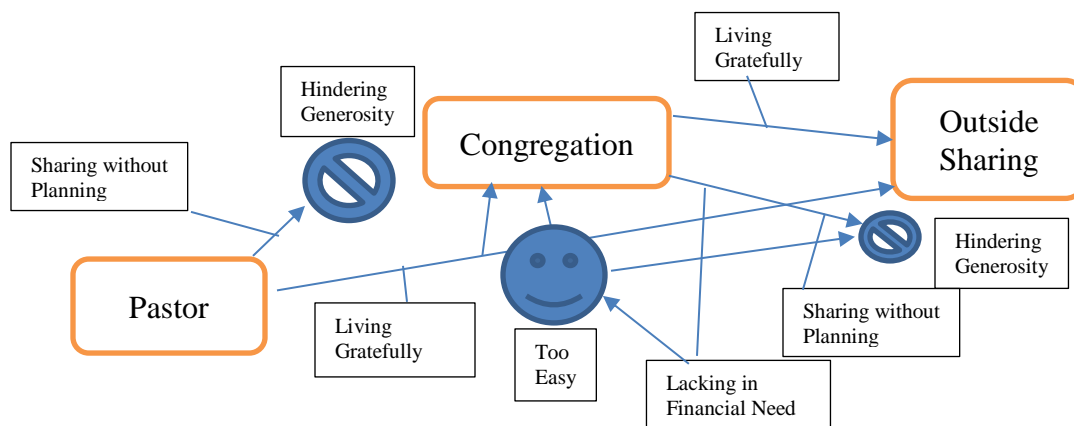 Living
Gratefully
Hindering
Generosity
Congregation
Outside
Sharing
Sharing without
Planning
Hindering
Generosity
Pastor
Living
Gratefully
Too
Easy
Sharing without
Planning
Lacking in
Financial Need